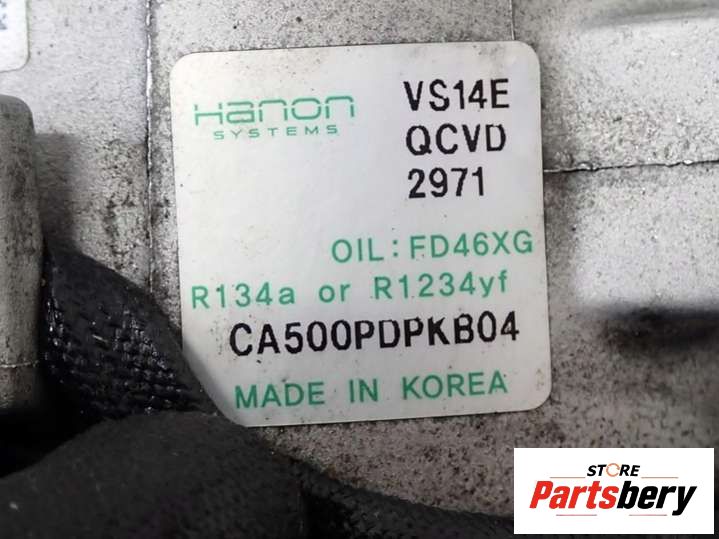 Hanon
SYSTEMS
VS14E
QCVD
2971
OIL: FD46XG
R134a or R1234yf
CA500PDPKB04
MADE IN KOREA
STORE
Partsbery